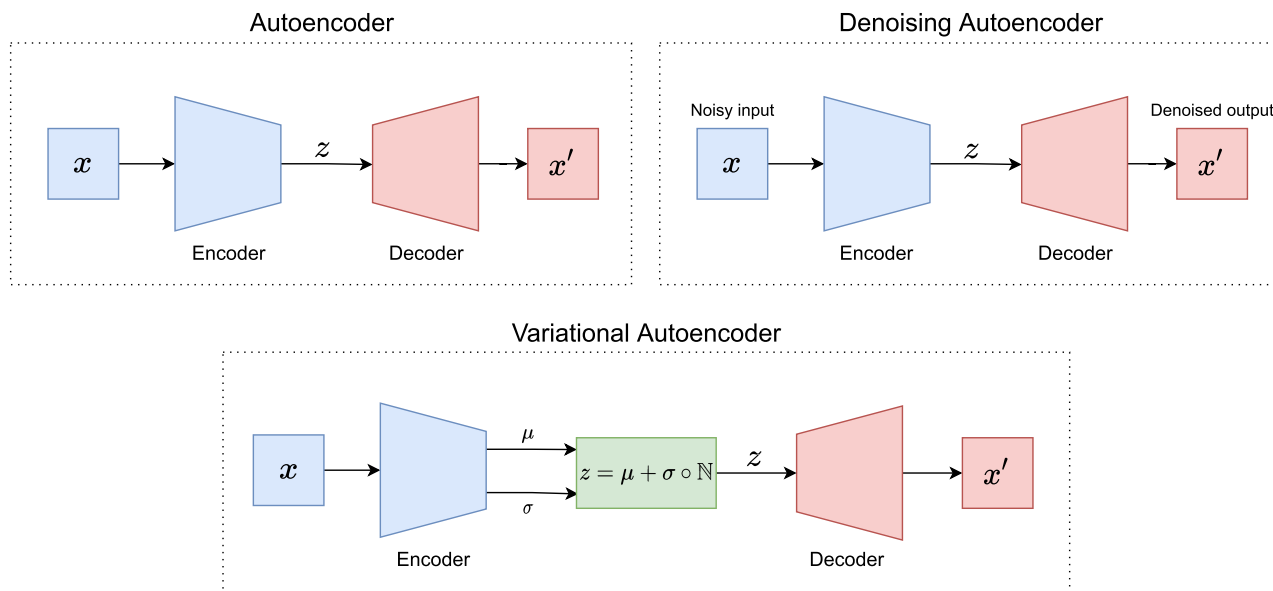 Autoencoder
x
z
x′
Encoder
Decoder
Denoising Autoencoder
Noisy input
Denoised output
x
z
x′
Encoder
Decoder
Variational Autoencoder
x
μ
σ
z = μ + σ ∘ ℕ
z
x′
Encoder
Decoder